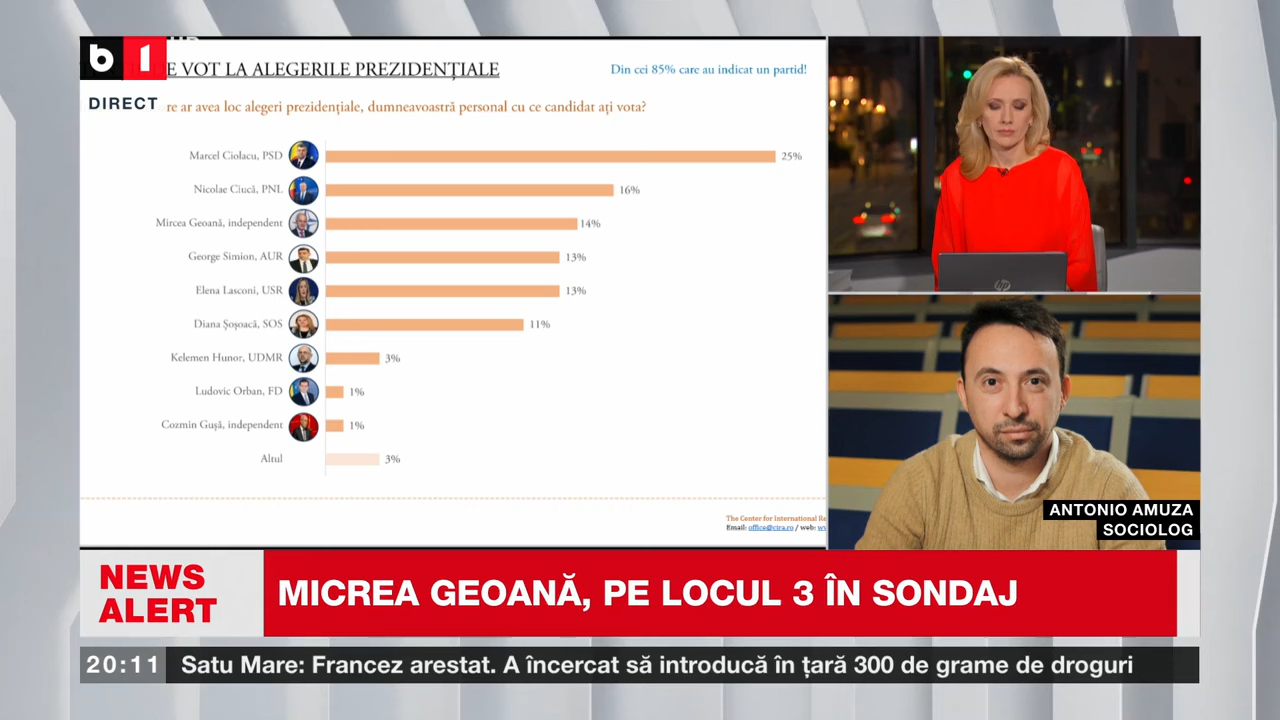 b1
DE VOT LA ALEGERILE PREZIDENȚIALE
Din cei 85% care au indicat un partid!
DIRECT
re ar avea loc alegeri prezidențiale, dumneavoastră personal cu ce candidat ați vota?
Marcel Ciolacu, PSD 25%
Nicolae Ciucă, PNL 16%
Mircea Geoană, independent 14%
George Simion, AUR 13%
Elena Lasconi, USR 13%
Diana Șoșoacă, SOS 11%
Kelemen Hunor, UDMR 3%
Ludovic Orban, FD 1%
Cozmin Gușă, independent 1%
Altul 3%
The Center for International Re
Email: office@cira.ro / web: ww
hp
ANTONIO AMUZA
SOCIOLOG
NEWS
ALERT
MICREA GEOANĂ, PE LOCUL 3 ÎN SONDAJ
20:11 Satu Mare: Francez arestat. A încercat să introducă în țară 300 de grame de droguri